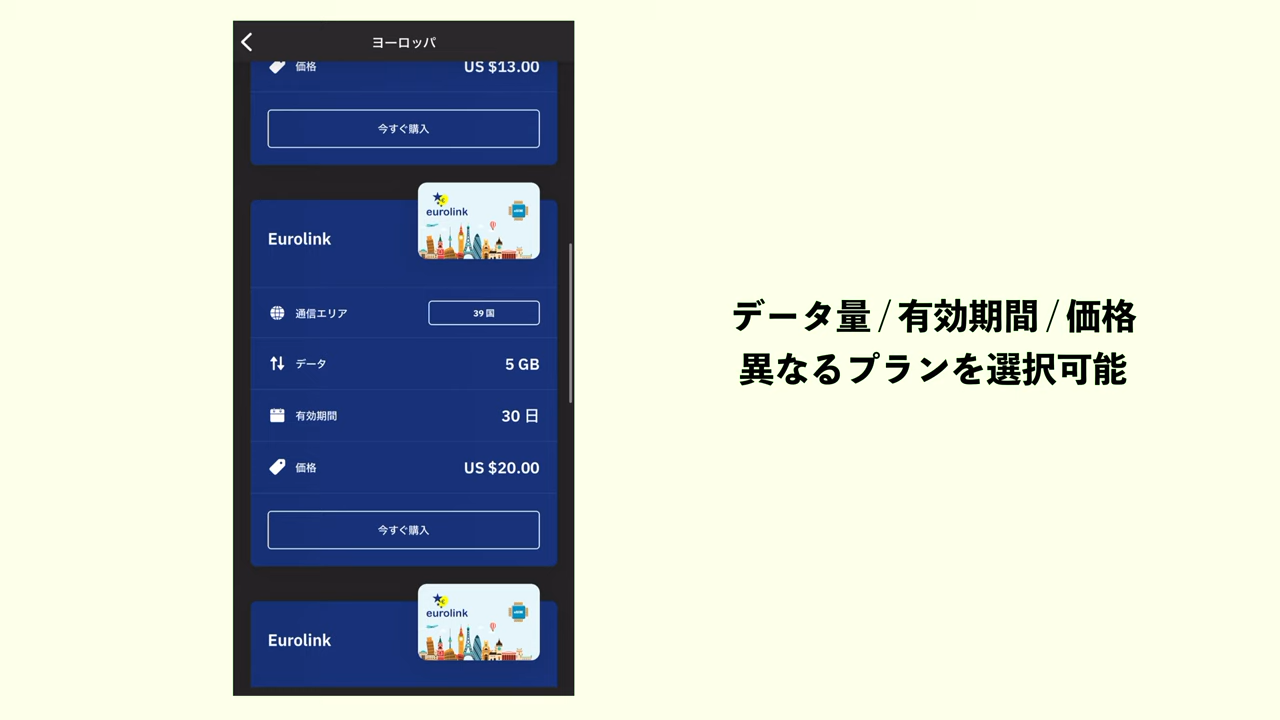 ヨーロッパ
価格 US $13.00
今すぐ購入
eurolink
Eurolink
通信エリア 39 国
データ 5 GB
有効期間 30 日
価格 US $20.00
今すぐ購入
eurolink
Eurolink
データ量 / 有効期間 / 価格
異なるプランを選択可能